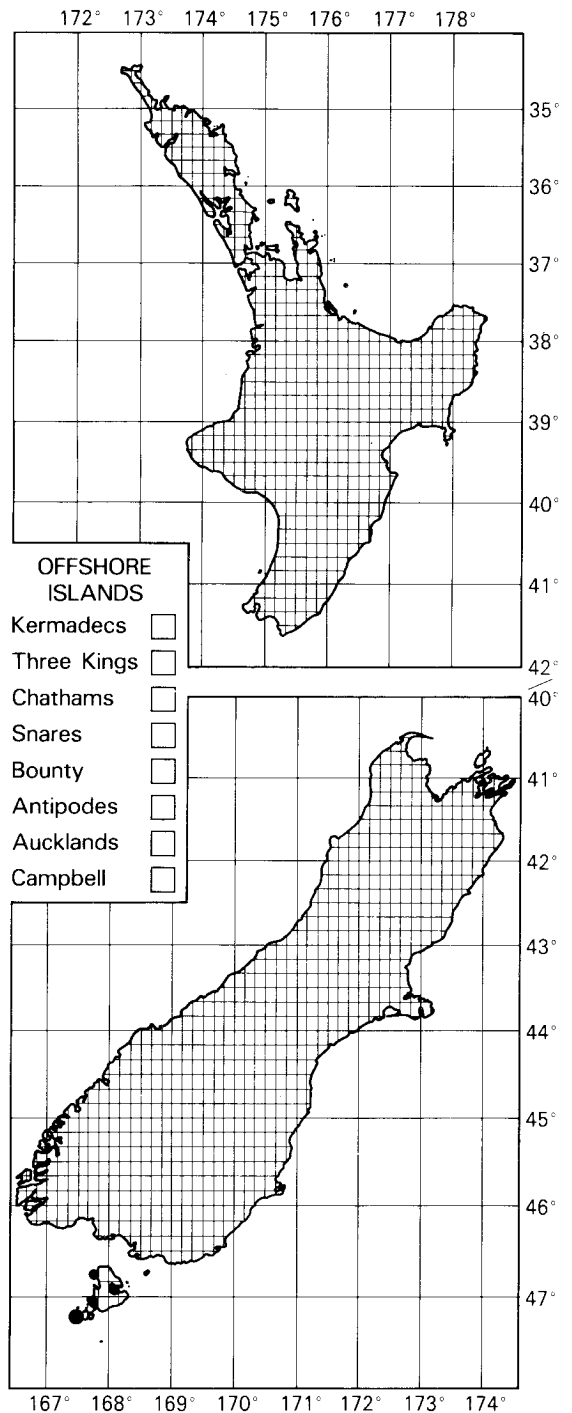 172° 173° 174° 175° 176° 177° 178°
35°
36°
37°
38°
39°
40°
41°
42°
OFFSHORE
ISLANDS
Kermadecs
Three Kings
Chathams
Snares
Bounty
Antipodes
Aucklands
Campbell
40°
41°
42°
43°
44°
45°
46°
47°
167° 168° 169° 170° 171° 172° 173° 174°